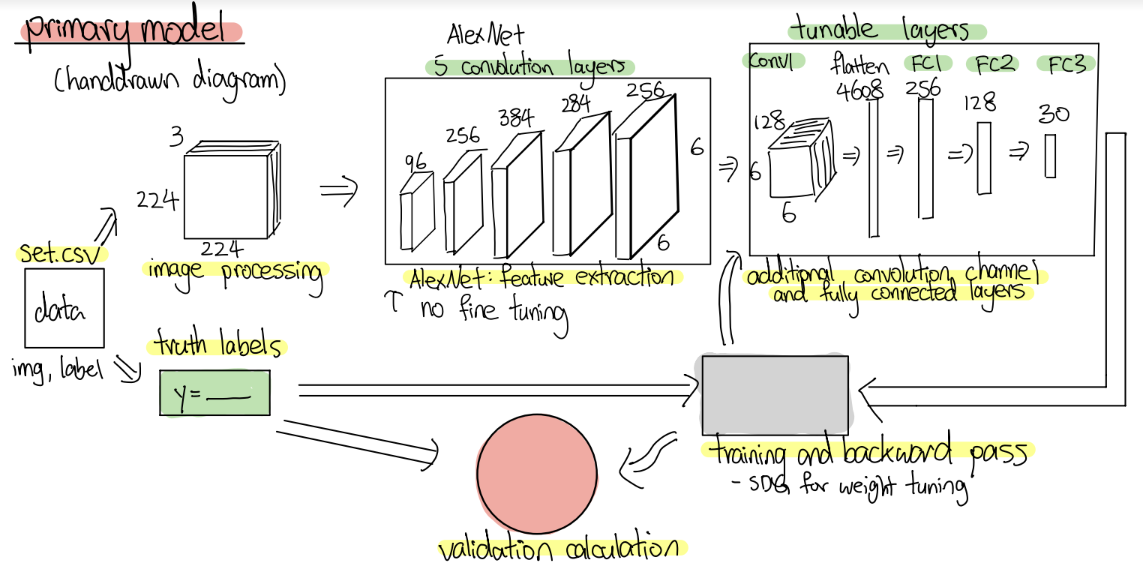 primary model
(handdrawn diagram)
3
224
224
image processing
set.csv
data
img, label
truth labels
y = ___
AlexNet
5 convolution layers
96
256
384
284
256
6
6
AlexNet: feature extraction
↑ no fine tuning
tunable layers
Conv1
flatten
FC1
FC2
FC3
128
6
6
4608
256
128
30
additional convolution channel
and fully connected layers
training and backward pass
- SDG for weight tuning
validation calculation